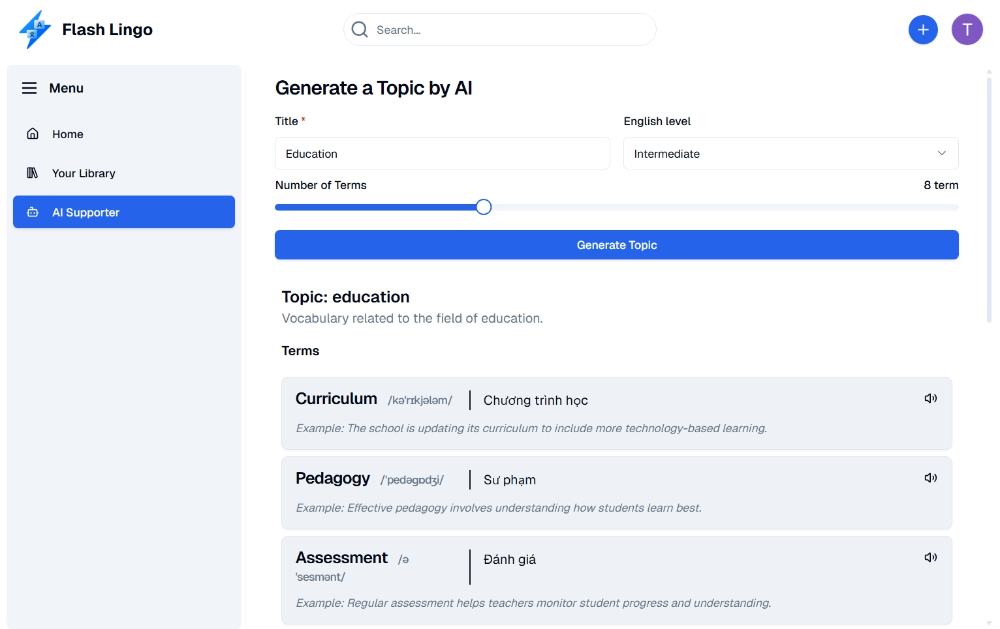 Flash Lingo
Search...
T
Menu
Home
Your Library
AI Supporter
Generate a Topic by AI
Title *
English level
Education
Intermediate
Number of Terms
8 term
Generate Topic
Topic: education
Vocabulary related to the field of education.
Terms
Curriculum /kəˈrɪkjələm/
Chương trình học
Example: The school is updating its curriculum to include more technology-based learning.
Pedagogy /ˈpedəɡɒdʒi/
Sư phạm
Example: Effective pedagogy involves understanding how students learn best.
Assessment /ə
ˈsesmənt/
Đánh giá
Example: Regular assessment helps teachers monitor student progress and understanding.